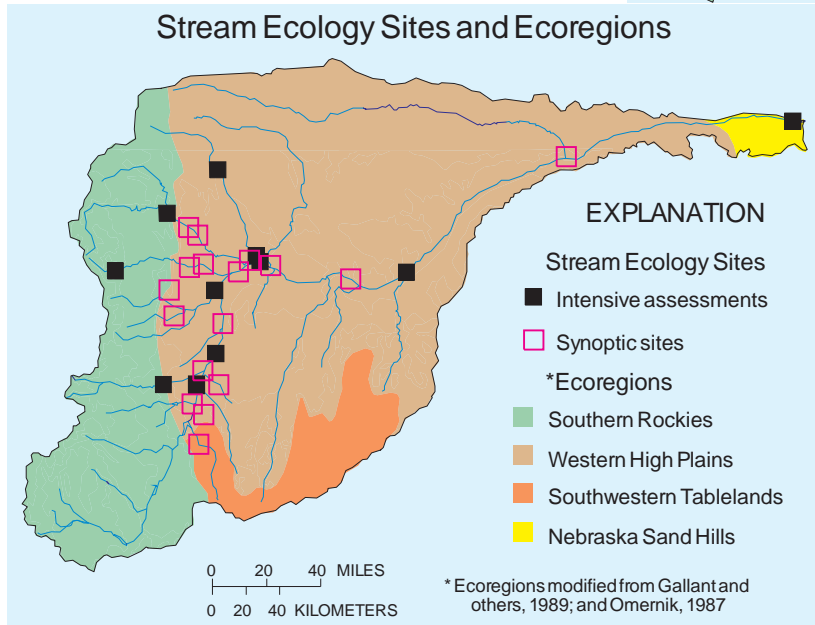 Stream Ecology Sites and Ecoregions
EXPLANATION
Stream Ecology Sites
Intensive assessments
Synoptic sites
*Ecoregions
Southern Rockies
Western High Plains
Southwestern Tablelands
Nebraska Sand Hills
0 20 40 MILES
0 20 40 KILOMETERS
* Ecoregions modified from Gallant and
others, 1989; and Omernik, 1987